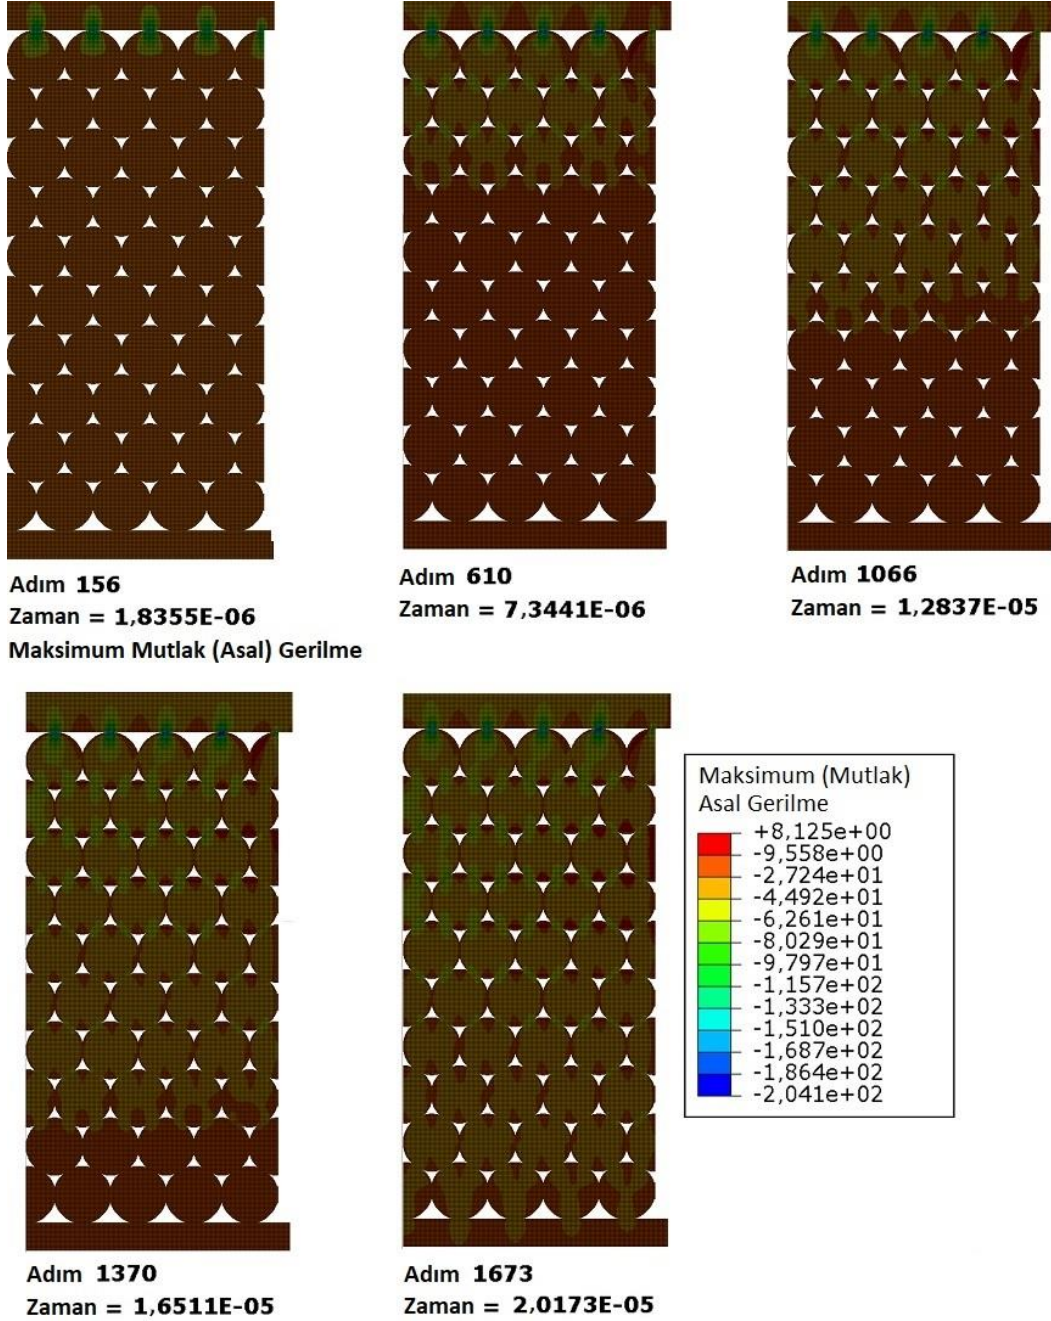 Adım 156
Zaman = 1,8355E-06
Maksimum Mutlak (Asal) Gerilme
Adım 610
Zaman = 7,3441E-06
Adım 1066
Zaman = 1,2837E-05
Adım 1370
Zaman = 1,6511E-05
Adım 1673
Zaman = 2,0173E-05
Maksimum (Mutlak)
Asal Gerilme
+8,125e+00
-9,558e+00
-2,724e+01
-4,492e+01
-6,261e+01
-8,029e+01
-9,797e+01
-1,157e+02
-1,333e+02
-1,510e+02
-1,687e+02
-1,864e+02
-2,041e+02